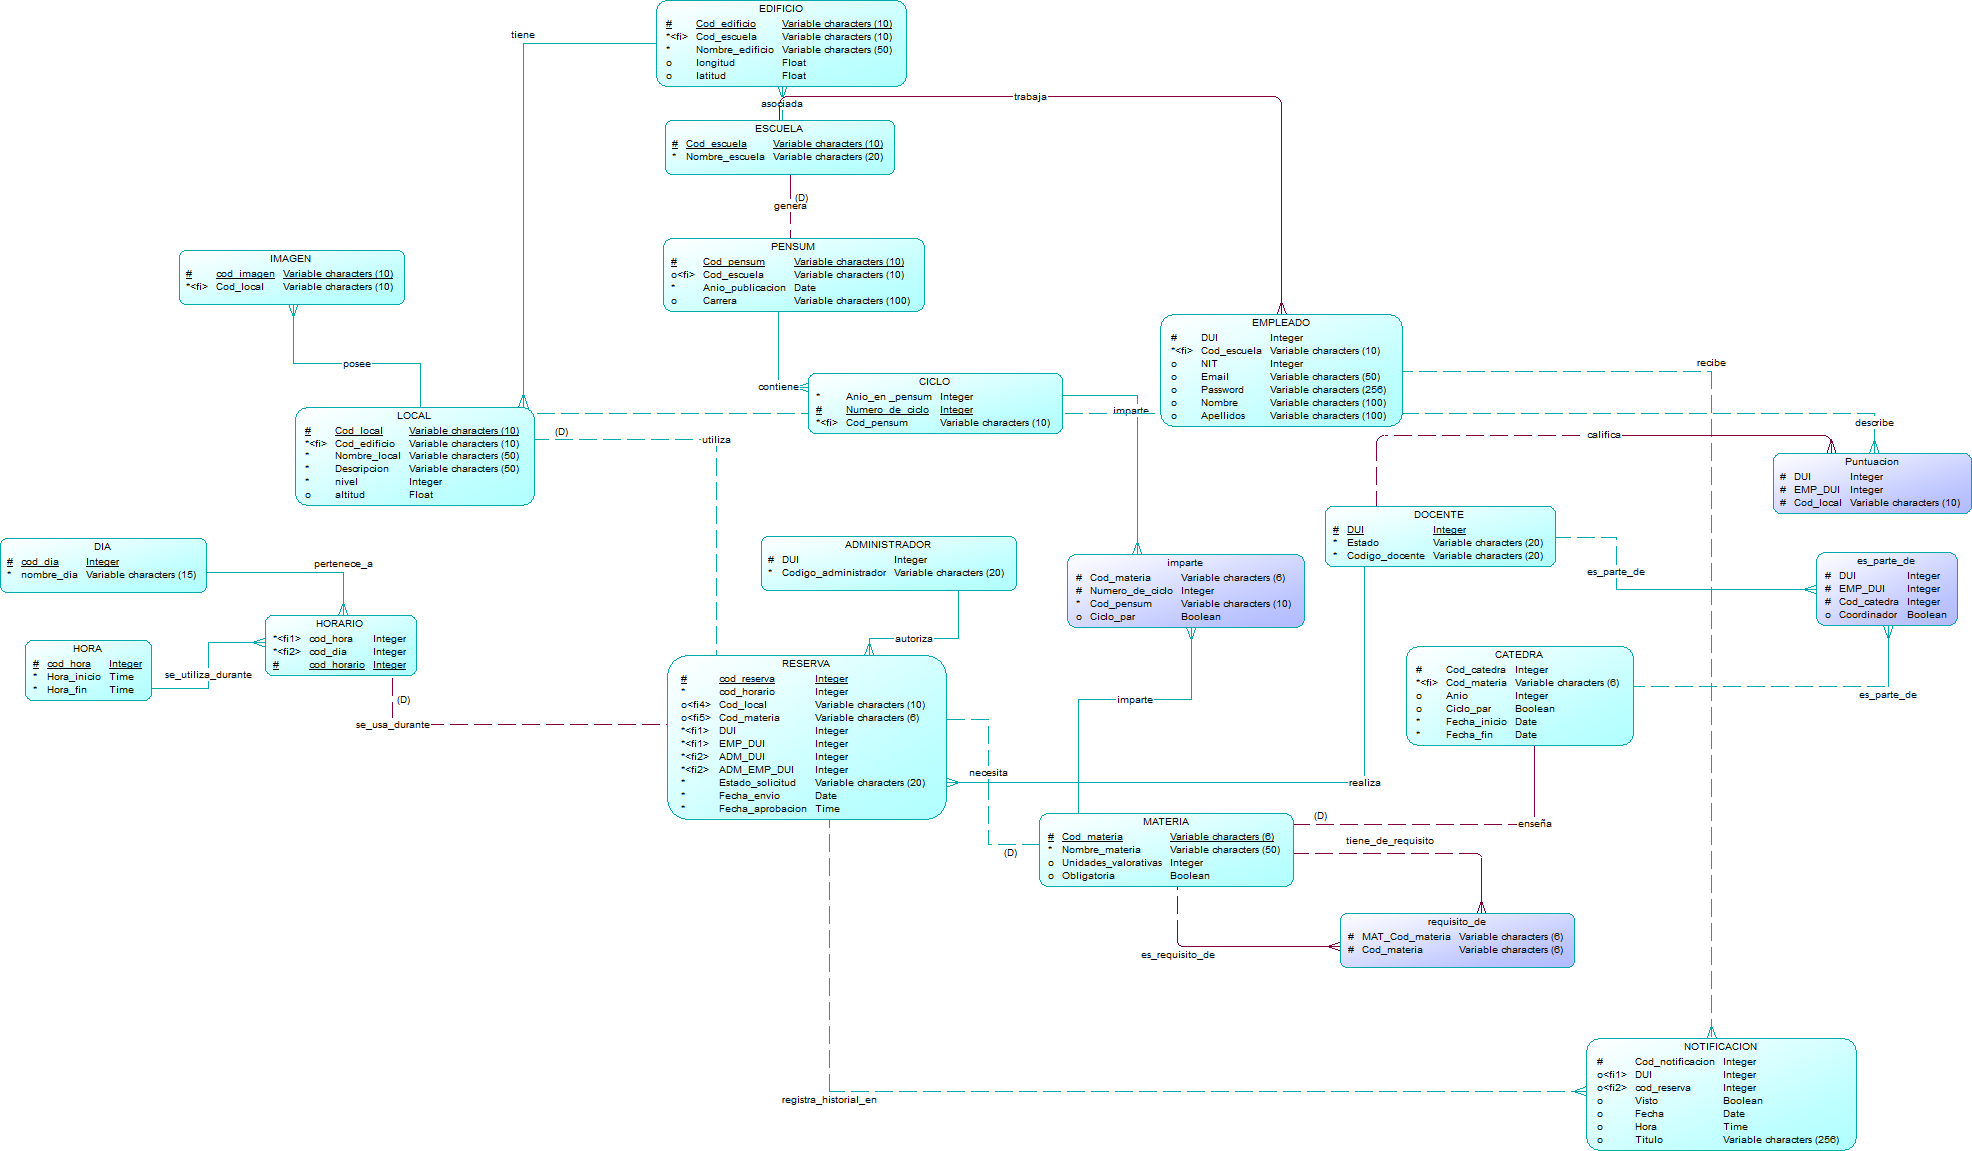 EDIFICIO
# Cod_edificio Variable characters (10)
*<fi> Cod_escuela Variable characters (10)
* Nombre_edificio Variable characters (50)
o longitud Float
o latitud Float
tiene
asociada
trabaja
ESCUELA
# Cod_escuela Variable characters (10)
* Nombre_escuela Variable characters (20)
(D)
genera
PENSUM
# Cod_pensum Variable characters (10)
o<fi> Cod_escuela Variable characters (10)
* Anio_publicacion Date
o Carrera Variable characters (100)
IMAGEN
# cod_imagen Variable characters (10)
*<fi> Cod_local Variable characters (10)
posee
EMPLEADO
# DUI Integer
*<fi> Cod_escuela Variable characters (10)
o NIT Integer
o Email Variable characters (50)
o Password Variable characters (256)
o Nombre Variable characters (100)
o Apellidos Variable characters (100)
recibe
contiene
CICLO
* Anio_en _pensum Integer
# Numero_de_ciclo Integer
*<fi> Cod_pensum Variable characters (10)
imparte
describe
califica
LOCAL
# Cod_local Variable characters (10)
*<fi> Cod_edificio Variable characters (10)
* Nombre_local Variable characters (50)
* Descripcion Variable characters (50)
* nivel Integer
o altitud Float
(D)
utiliza
Puntuacion
# DUI Integer
# EMP_DUI Integer
# Cod_local Variable characters (10)
DOCENTE
# DUI Integer
* Estado Variable characters (20)
* Codigo_docente Variable characters (20)
DIA
# cod_dia Integer
* nombre_dia Variable characters (15)
pertenece_a
ADMINISTRADOR
# DUI Integer
* Codigo_administrador Variable characters (20)
imparte
# Cod_materia Variable characters (6)
# Numero_de_ciclo Integer
* Cod_pensum Variable characters (10)
o Ciclo_par Boolean
es_parte_de
es_parte_de
# DUI Integer
# EMP_DUI Integer
# Cod_catedra Integer
o Coordinador Boolean
HORARIO
*<fi1> cod_hora Integer
*<fi2> cod_dia Integer
# cod_horario Integer
HORA
# cod_hora Integer
* Hora_inicio Time
* Hora_fin Time
se_utiliza_durante
autoriza
(D)
se_usa_durante
RESERVA
# cod_reserva Integer
* cod_horario Integer
o<fi4> Cod_local Variable characters (10)
o<fi5> Cod_materia Variable characters (6)
*<fi1> DUI Integer
*<fi1> EMP_DUI Integer
*<fi2> ADM_DUI Integer
*<fi2> ADM_EMP_DUI Integer
* Estado_solicitud Variable characters (20)
* Fecha_envio Date
* Fecha_aprobacion Time
CATEDRA
# Cod_catedra Integer
*<fi> Cod_materia Variable characters (6)
o Anio Integer
o Ciclo_par Boolean
* Fecha_inicio Date
* Fecha_fin Date
es_parte_de
imparte
necesita
realiza
(D)
enseña
(D)
MATERIA
# Cod_materia Variable characters (6)
* Nombre_materia Variable characters (50)
o Unidades_valorativas Integer
o Obligatoria Boolean
tiene_de_requisito
requisito_de
# MAT_Cod_materia Variable characters (6)
# Cod_materia Variable characters (6)
es_requisito_de
NOTIFICACION
# Cod_notificacion Integer
o<fi1> DUI Integer
o<fi2> cod_reserva Integer
o Visto Boolean
o Fecha Date
o Hora Time
o Titulo Variable characters (256)
registra_historial_en